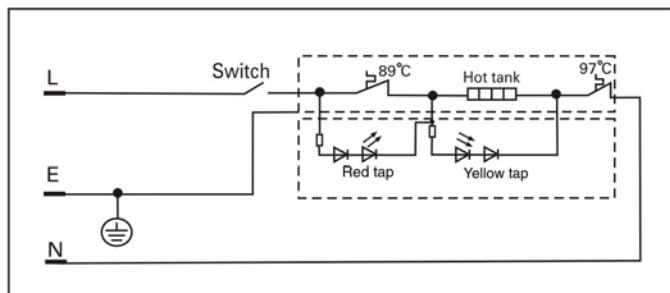 L
Switch
89°C
Hot tank
97°C
Red tap
Yellow tap
E
N